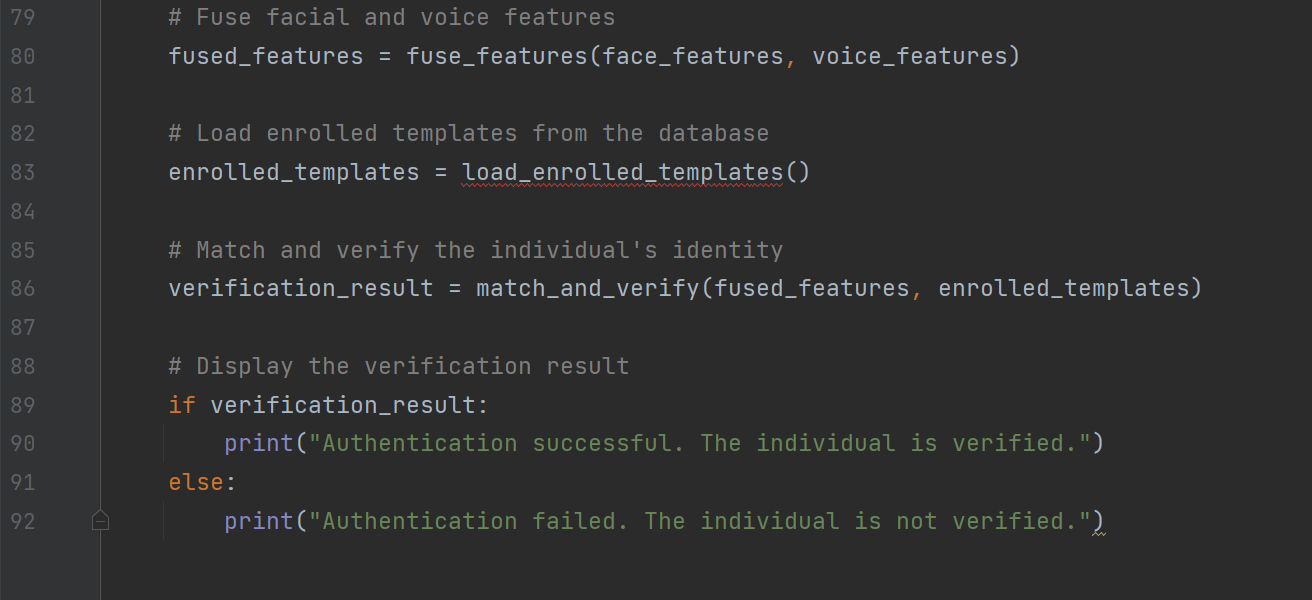 79 # Fuse facial and voice features
80 fused_features = fuse_features(face_features, voice_features)
81
82 # Load enrolled templates from the database
83 enrolled_templates = load_enrolled_templates()
84
85 # Match and verify the individual's identity
86 verification_result = match_and_verify(fused_features, enrolled_templates)
87
88 # Display the verification result
89 if verification_result:
90 print("Authentication successful. The individual is verified.")
91 else:
92 print("Authentication failed. The individual is not verified.")